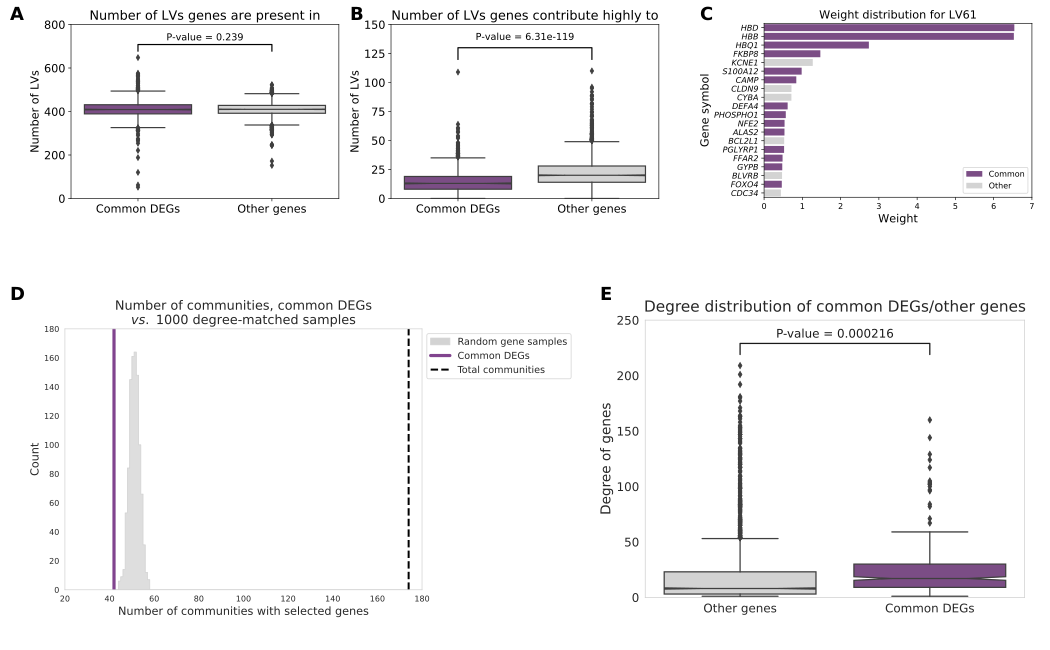 A
Number of LVs genes are present in
P-value = 0.239
Number of LVs
800
600
400
200
0
Common DEGs
Other genes
B
Number of LVs genes contribute highly to
P-value = 6.31e-119
Number of LVs
150
125
100
75
50
25
0
Common DEGs
Other genes
C
Weight distribution for LV61
Gene symbol
HBD
HBB
HBQ1
FKBP8
KCNE1
S100A12
CAMP
CLDN9
CYBA
DEFA4
PHOSPHO1
NFE2
ALAS2
BCL2L1
PGLYRP1
FFAR2
GYPB
BLVRB
FOXO4
CDC34
Common
Other
0 1 2 3 4 5 6 7
Weight
D
Number of communities, common DEGs
vs. 1000 degree-matched samples
Count
180
160
140
120
100
80
60
40
20
0
20 40 60 80 100 120 140 160 180
Number of communities with selected genes
Random gene samples
Common DEGs
Total communities
E
Degree distribution of common DEGs/other genes
P-value = 0.000216
Degree of genes
250
200
150
100
50
0
Other genes
Common DEGs